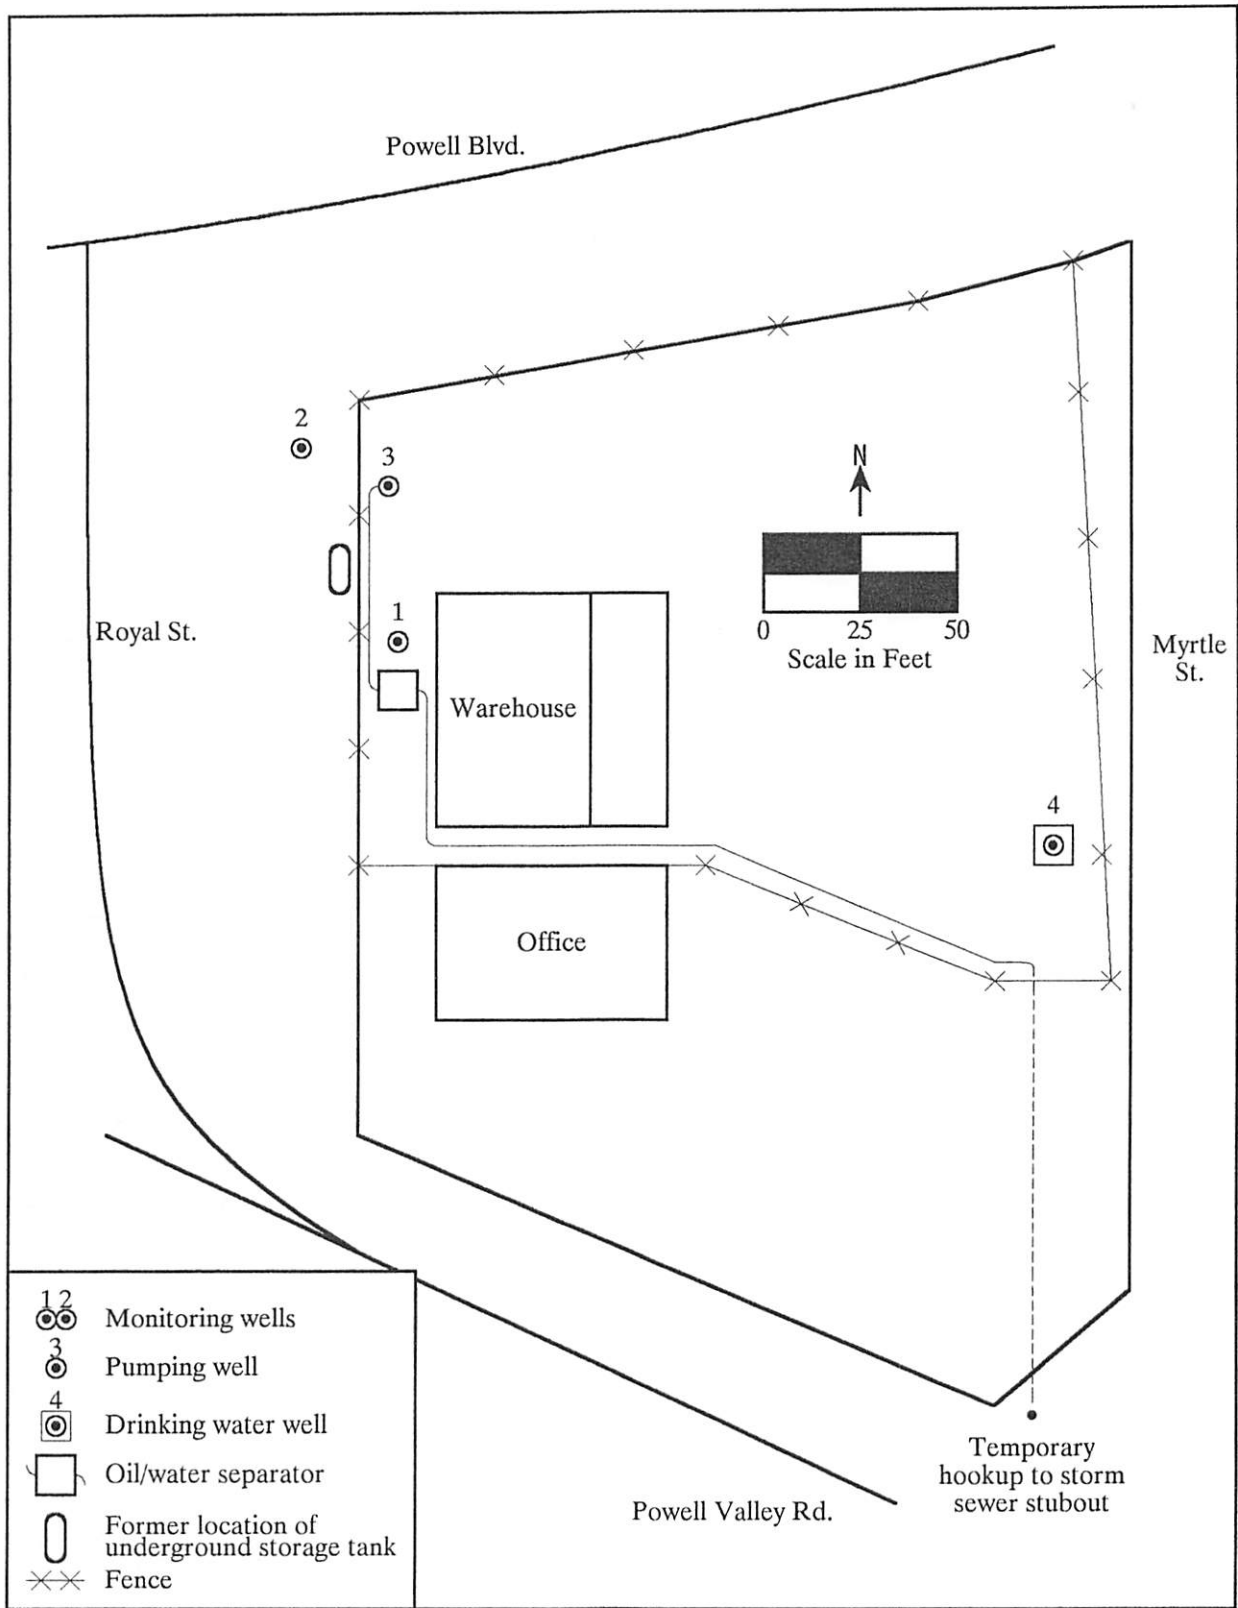 Powell Blvd.
2
3
N
0 25 50
Scale in Feet
1
Royal St.
Myrtle
St.
Warehouse
4
Office
12
Monitoring wells
3
Pumping well
4
Drinking water well
Oil/water separator
Former location of
underground storage tank
Fence
Temporary
hookup to storm
sewer stubout
Powell Valley Rd.